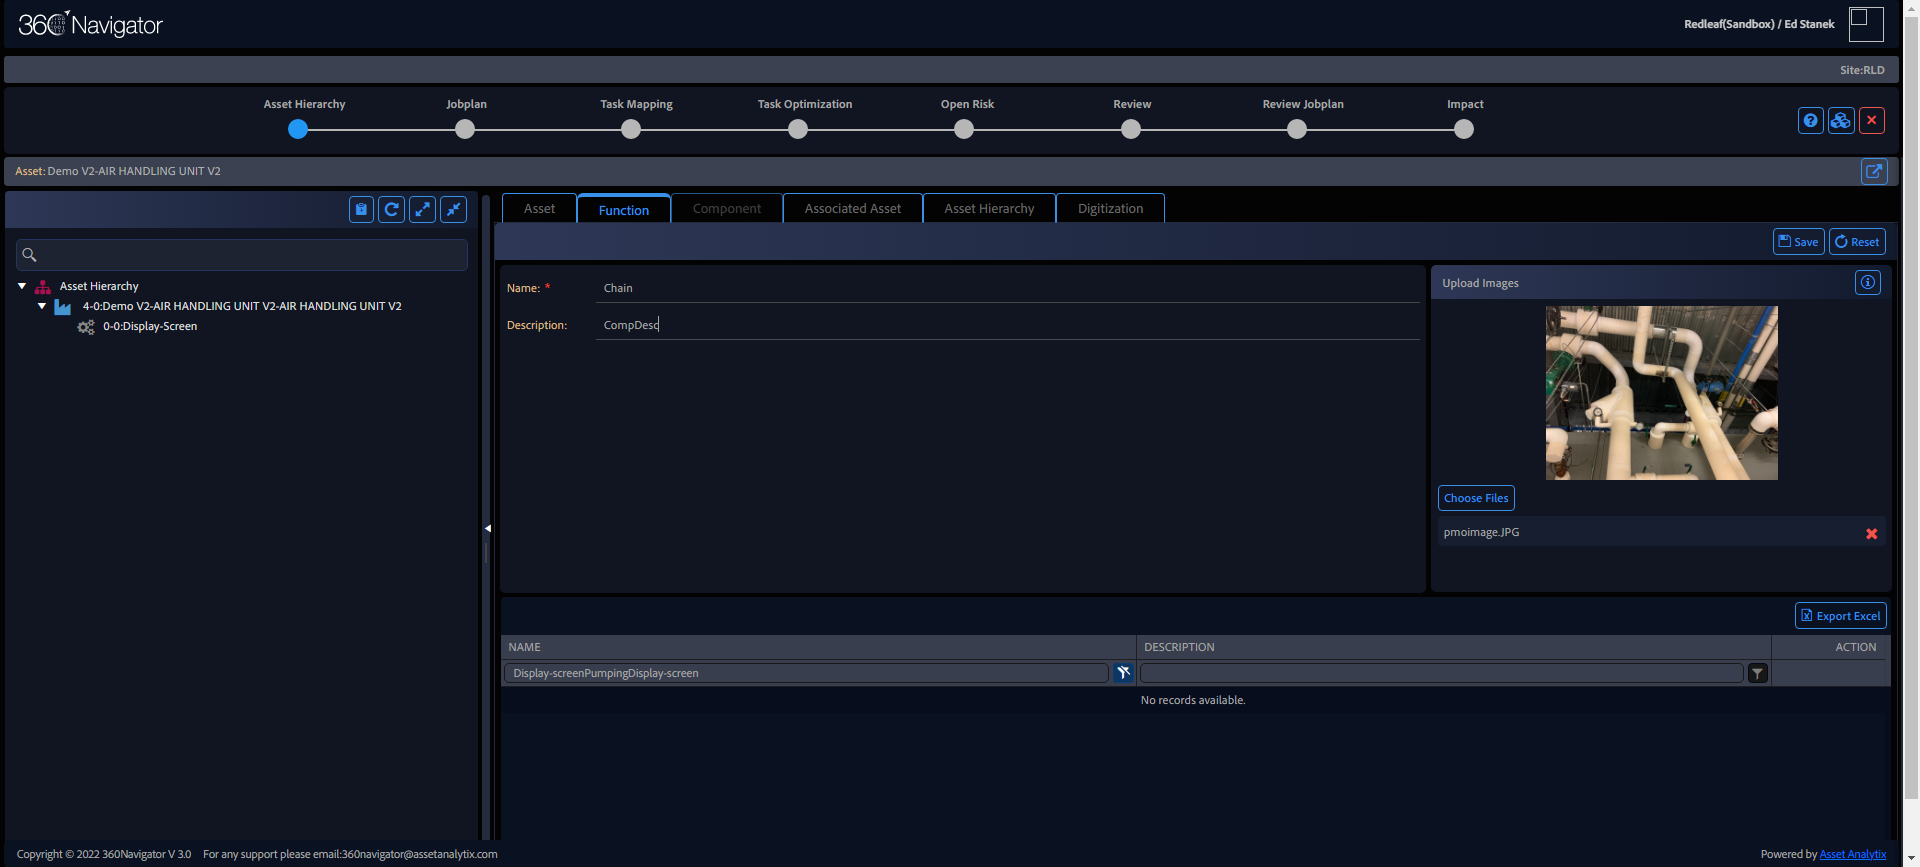 360 Navigator
Redleaf(Sandbox) / Ed Stanek
Site:RLD
Asset Hierarchy
Jobplan
Task Mapping
Task Optimization
Open Risk
Review
Review Jobplan
Impact
Asset: Demo V2-AIR HANDLING UNIT V2
Asset
Function
Component
Associated Asset
Asset Hierarchy
Digitization
Save
Reset
Asset Hierarchy
4-0:Demo V2-AIR HANDLING UNIT V2-AIR HANDLING UNIT V2
0-0:Display-Screen
Name: * Chain
Description: CompDesc
Upload Images
Choose Files
pmoimage.JPG
Export Excel
NAME DESCRIPTION ACTION
Display-screenPumpingDisplay-screen
No records available.
Copyright © 2022 360Navigator V 3.0 For any support please email:360navigator@assetanalytix.com
Powered by Asset Analytix